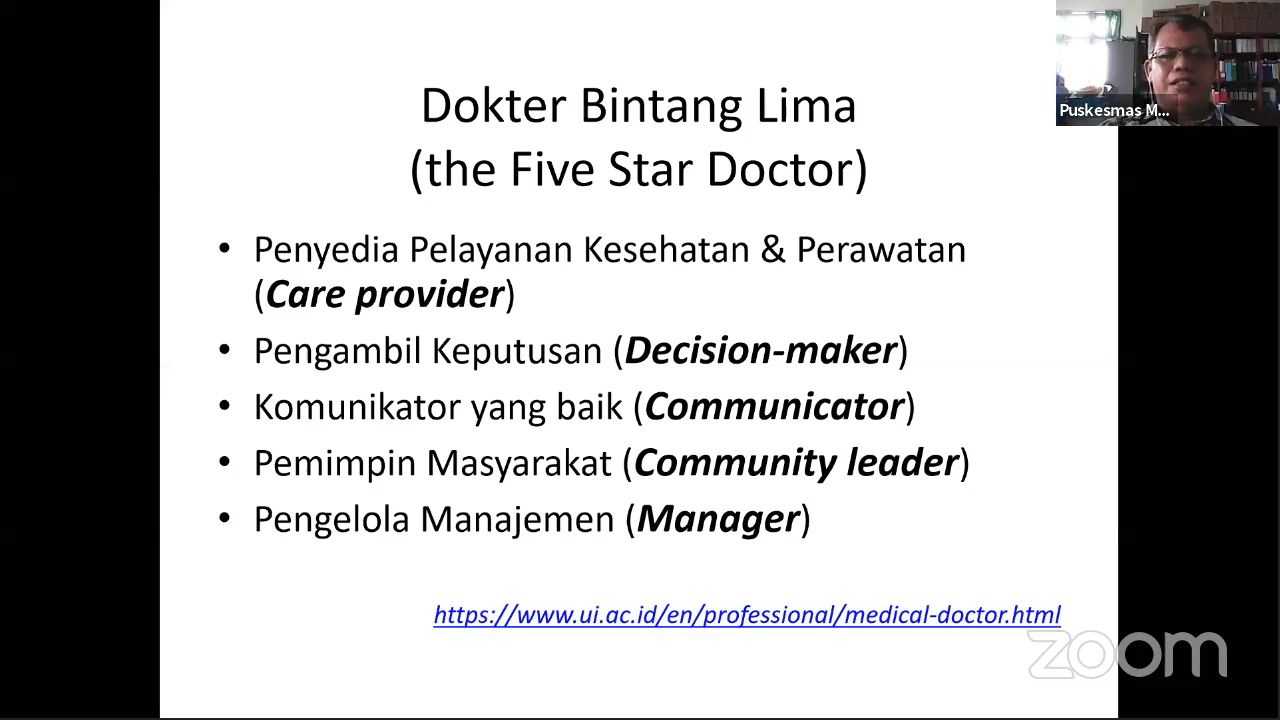 Dokter Bintang Lima
(the Five Star Doctor)
• Penyedia Pelayanan Kesehatan & Perawatan
(Care provider)
• Pengambil Keputusan (Decision-maker)
• Komunikator yang baik (Communicator)
• Pemimpin Masyarakat (Community leader)
• Pengelola Manajemen (Manager)
https://www.ui.ac.id/en/professional/medical-doctor.html
Puskesmas M...
zoom